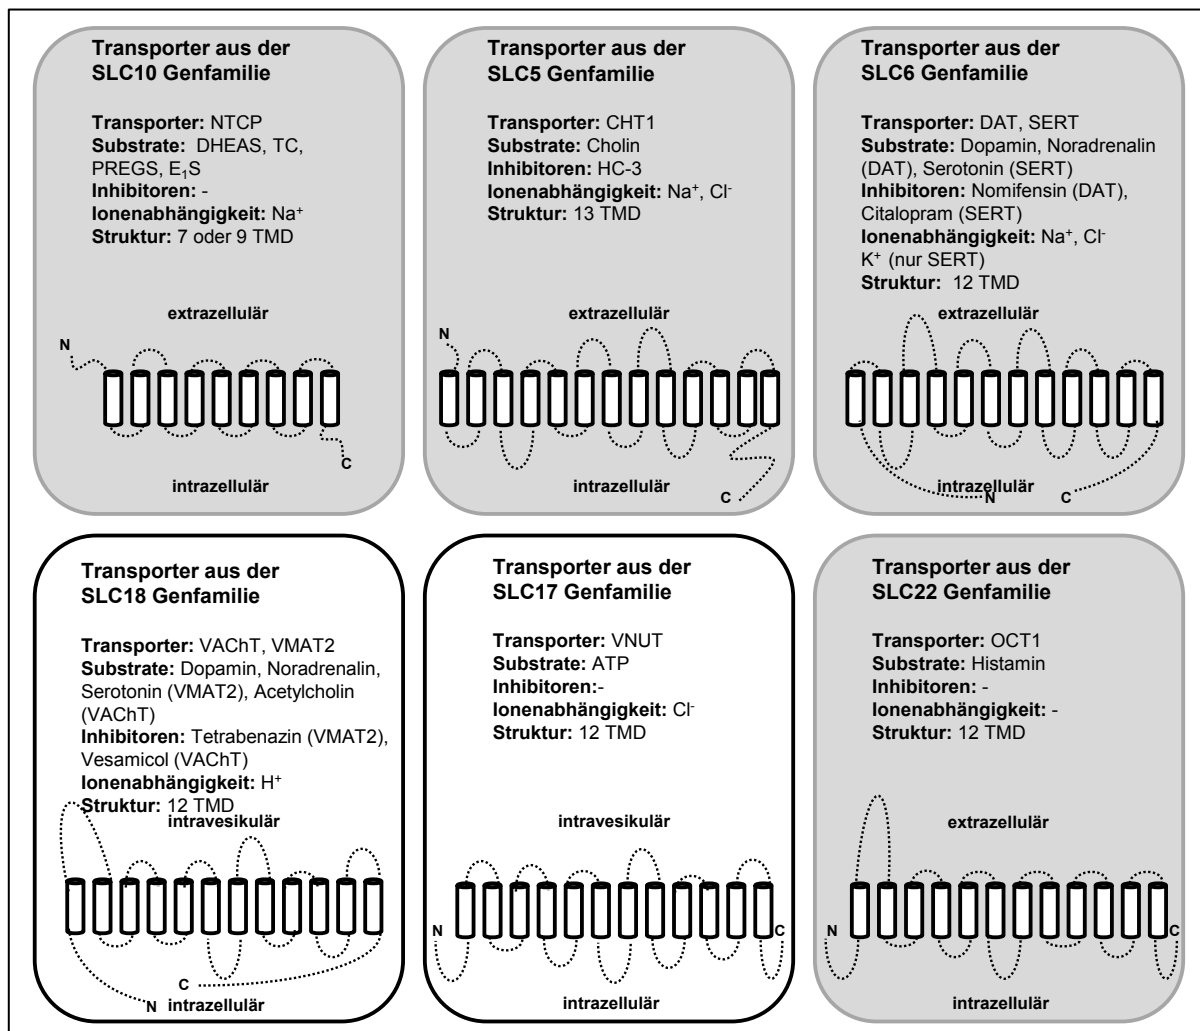 Transporter aus der
SLC10 Genfamilie
Transporter: NTCP
Substrate: DHEAS, TC,
PREGS, E₁S
Inhibitoren: -
Ionenabhängigkeit: Na⁺
Struktur: 7 oder 9 TMD
extrazellulär
N
C
intrazellulär
Transporter aus der
SLC5 Genfamilie
Transporter: CHT1
Substrate: Cholin
Inhibitoren: HC-3
Ionenabhängigkeit: Na⁺, Cl⁻
Struktur: 13 TMD
extrazellulär
N
intrazellulär
C
Transporter aus der
SLC6 Genfamilie
Transporter: DAT, SERT
Substrate: Dopamin, Noradrenalin
(DAT), Serotonin (SERT)
Inhibitoren: Nomifensin (DAT),
Citalopram (SERT)
Ionenabhängigkeit: Na⁺, Cl⁻
K⁺ (nur SERT)
Struktur: 12 TMD
extrazellulär
intrazellulär
N
C
Transporter aus der
SLC18 Genfamilie
Transporter: VAChT, VMAT2
Substrate: Dopamin, Noradrenalin,
Serotonin (VMAT2), Acetylcholin
(VAChT)
Inhibitoren: Tetrabenazin (VMAT2),
Vesamicol (VAChT)
Ionenabhängigkeit: H⁺
Struktur: 12 TMD
intravesikulär
C
N
intrazellulär
Transporter aus der
SLC17 Genfamilie
Transporter: VNUT
Substrate: ATP
Inhibitoren:-
Ionenabhängigkeit: Cl⁻
Struktur: 12 TMD
intravesikulär
N
C
intrazellulär
Transporter aus der
SLC22 Genfamilie
Transporter: OCT1
Substrate: Histamin
Inhibitoren: -
Ionenabhängigkeit: -
Struktur: 12 TMD
extrazellulär
N
C
intrazellulär